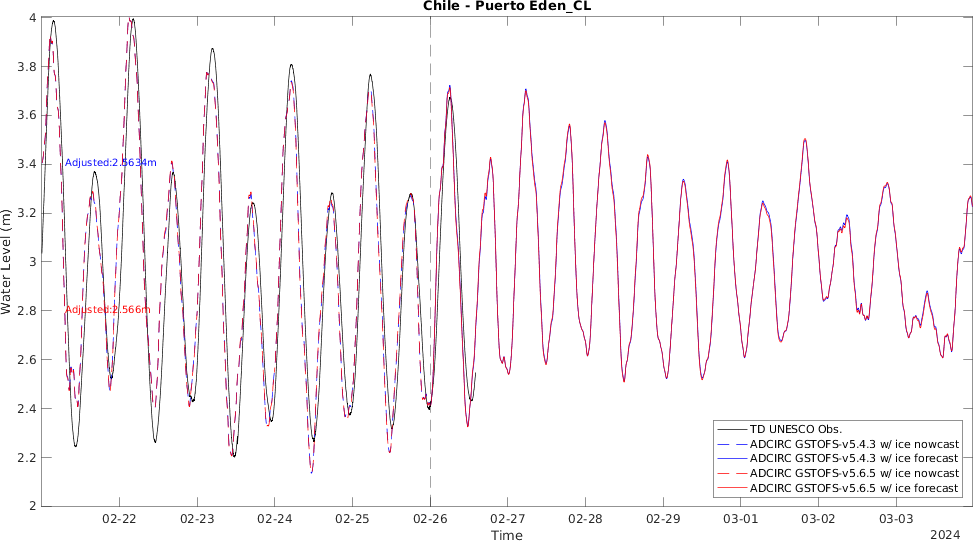 Chile - Puerto Eden_CL
4
3.8
3.6
3.4
3.2
3
2.8
2.6
2.4
2.2
2
Water Level (m)
Adjusted:2.5634m
Adjusted:2.566m
TD UNESCO Obs.
ADCIRC GSTOFS-v5.4.3 w/ ice nowcast
ADCIRC GSTOFS-v5.4.3 w/ ice forecast
ADCIRC GSTOFS-v5.6.5 w/ ice nowcast
ADCIRC GSTOFS-v5.6.5 w/ ice forecast
02-22 02-23 02-24 02-25 02-26 02-27 02-28 02-29 03-01 03-02 03-03
Time
2024